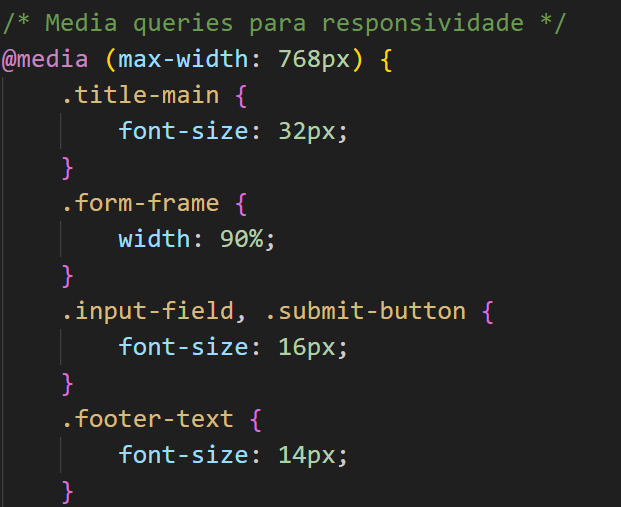 /* Media queries para responsividade */
@media (max-width: 768px) {
    .title-main {
        font-size: 32px;
    }
    .form-frame {
        width: 90%;
    }
    .input-field, .submit-button {
        font-size: 16px;
    }
    .footer-text {
        font-size: 14px;
    }